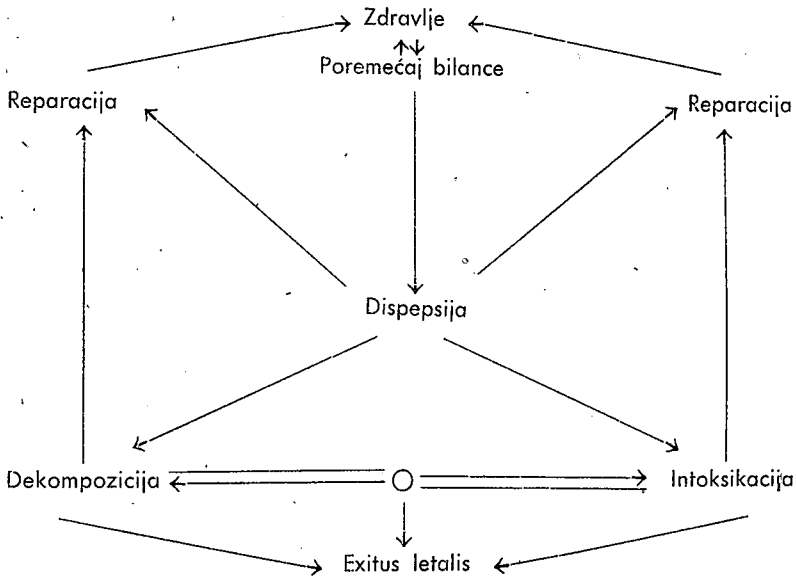 Zdravlje
Poremećaj bilance
Reparacija
Reparacija
Dispepsija
Dekompozicija
Intoksikacija
Exitus letalis